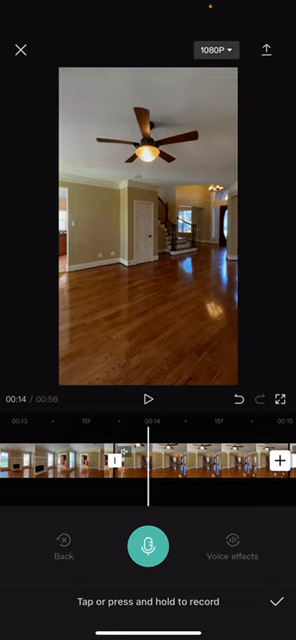 1080P
00:14 / 00:56
00:13 15f 00:14 15f 00:15
Back
Voice effects
Tap or press and hold to record